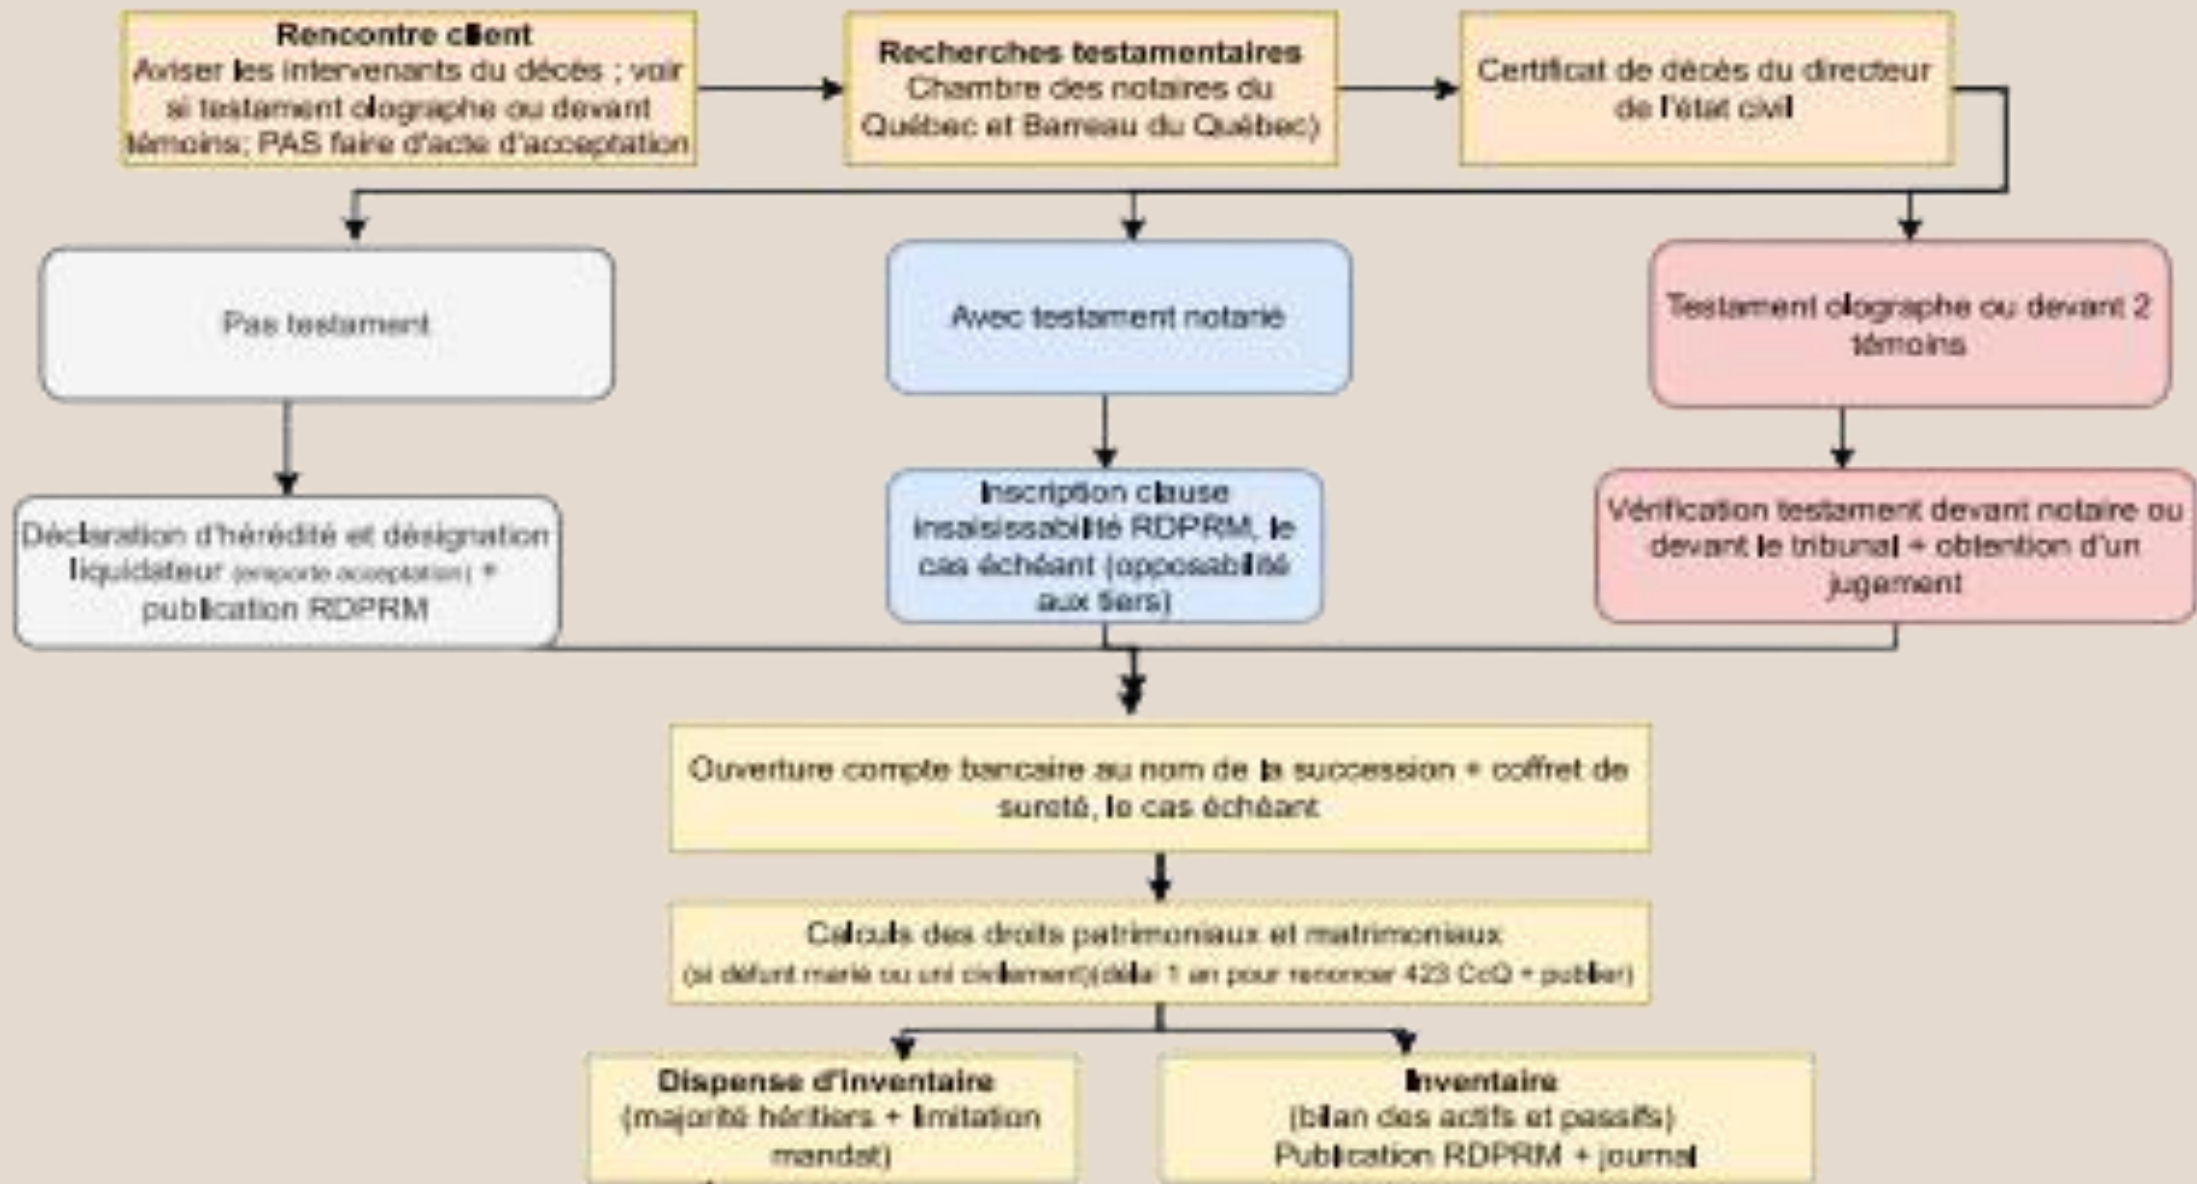 Rencontre client
Aviser les intervenants du décès ; voir
si testament olographe ou devant
témoins; PAS faire d'acte d'acceptation
Recherches testamentaires
Chambre des notaires du
Québec et Barreau du Québec)
Certificat de décès du directeur
de l'état civil
Pas testament
Avec testament notarié
Testament olographe ou devant 2
témoins
Déclaration d'hérédité et désignation
liquidateur (emporte acceptation) +
publication RDPRM
Inscription clause
insaisissabilité RDPRM, le
cas échéant (opposabilité
aux tiers)
Vérification testament devant notaire ou
devant le tribunal + obtention d'un
jugement
Ouverture compte bancaire au nom de la succession + coffret de
sureté, le cas échéant
Calculs des droits patrimoniaux et matrimoniaux
(si défunt marié ou uni civilement)(délai 1 an pour renoncer 423 CcQ + publier)
Dispense d'inventaire
(majorité héritiers + limitation
mandat)
Inventaire
(bilan des actifs et passifs)
Publication RDPRM + journal